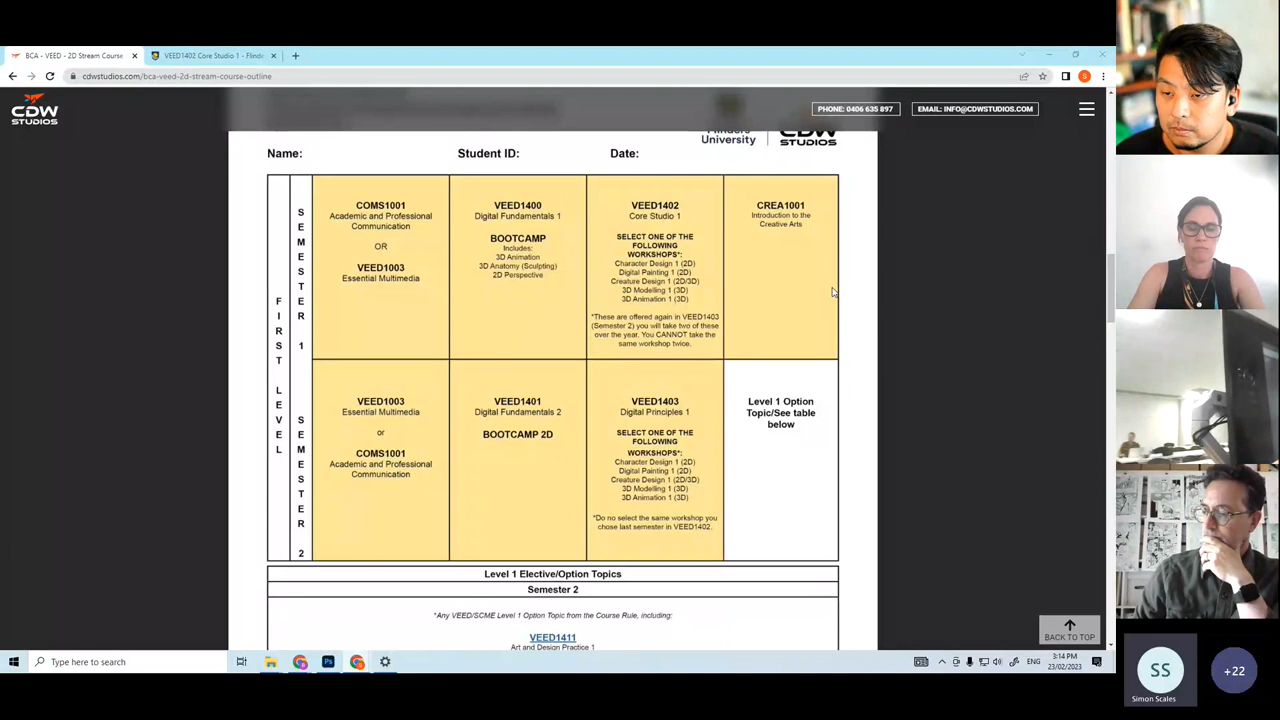 BCA - VEED - 2D Stream Course
VEED1402 Core Studio 1 - Flinde
cdwstudios.com/bca-veed-2d-stream-course-outline
S
CDW
STUDIOS
PHONE: 0406 635 897
EMAIL: INFO@CDWSTUDIOS.COM
Flinders
University
CDW
STUDIOS
Name:
Student ID:
Date:
FIRST LEVEL
SEMESTER 1
COMS1001
Academic and Professional
Communication
OR
VEED1003
Essential Multimedia
VEED1400
Digital Fundamentals 1
BOOTCAMP
Includes:
3D Animation
3D Anatomy (Sculpting)
2D Perspective
VEED1402
Core Studio 1
SELECT ONE OF THE
FOLLOWING
WORKSHOPS*:
Character Design 1 (2D)
Digital Painting 1 (2D)
Creature Design 1 (2D/3D)
3D Modelling 1 (3D)
3D Animation 1 (3D)
*These are offered again in VEED1403
(Semester 2) you will take two of these
over the year. You CANNOT take the
same workshop twice.
CREA1001
Introduction to the
Creative Arts
SEMESTER 2
VEED1003
Essential Multimedia
or
COMS1001
Academic and Professional
Communication
VEED1401
Digital Fundamentals 2
BOOTCAMP 2D
VEED1403
Digital Principles 1
SELECT ONE OF THE
FOLLOWING
WORKSHOPS*:
Character Design 1 (2D)
Digital Painting 1 (2D)
Creature Design 1 (2D/3D)
3D Modelling 1 (3D)
3D Animation 1 (3D)
*Do no select the same workshop you
chose last semester in VEED1402.
Level 1 Option
Topic/See table
below
Level 1 Elective/Option Topics
Semester 2
*Any VEED/SCME Level 1 Option Topic from the Course Rule, including:
VEED1411
Art and Design Practice 1
BACK TO TOP
Type here to search
Ps
ENG
3:14 PM
23/02/2023
SS
Simon Scales
+22